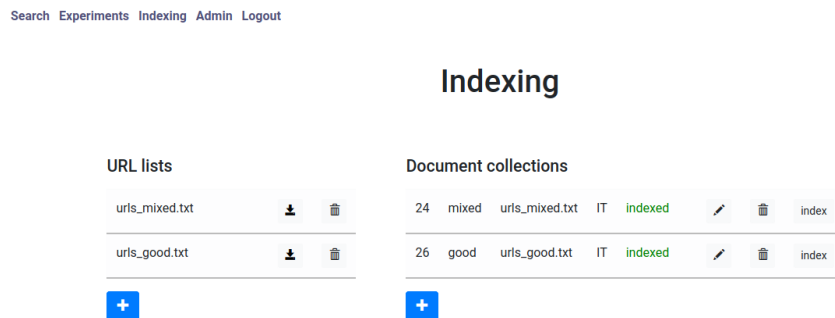 Search Experiments Indexing Admin Logout
Indexing
URL lists
urls_mixed.txt
urls_good.txt
Document collections
24 mixed urls_mixed.txt IT indexed index
26 good urls_good.txt IT indexed index